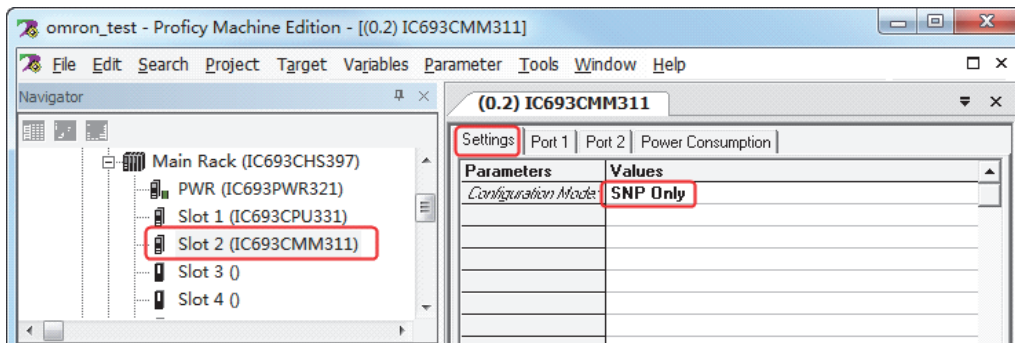 omron_test - Proficy Machine Edition - [(0.2) IC693CMM311]
File Edit Search Project Target Variables Parameter Tools Window Help
Navigator
(0.2) IC693CMM311
Settings Port 1 Port 2 Power Consumption
Main Rack (IC693CHS397)
PWR (IC693PWR321)
Slot 1 (IC693CPU331)
Slot 2 (IC693CMM311)
Slot 3 ()
Slot 4 ()
Parameters Values
Configuration Mode: SNP Only